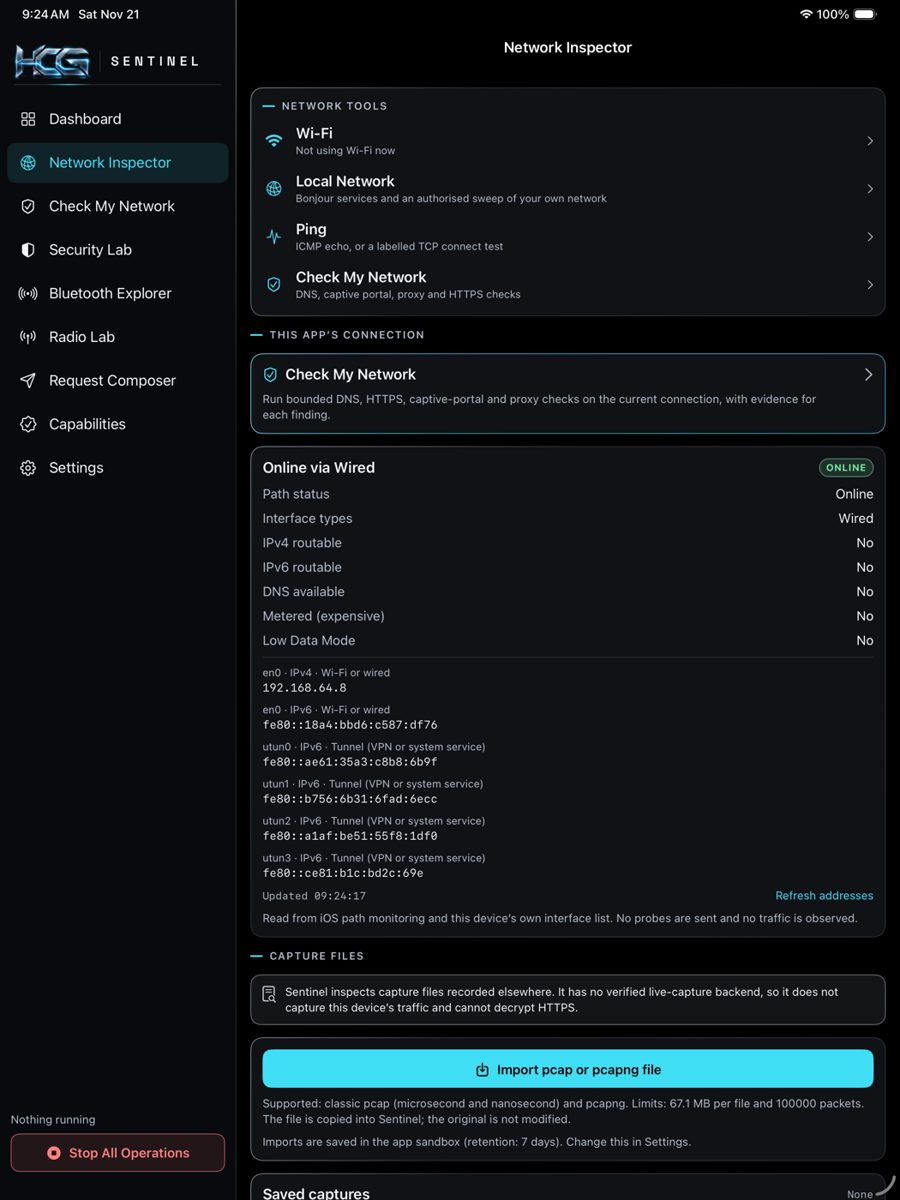 9:24 AM Sat Nov 21
100%
HCG SENTINEL
Dashboard
Network Inspector
Check My Network
Security Lab
Bluetooth Explorer
Radio Lab
Request Composer
Capabilities
Settings
Nothing running
Stop All Operations
Network Inspector
NETWORK TOOLS
Wi-Fi
Not using Wi-Fi now
Local Network
Bonjour services and an authorised sweep of your own network
Ping
ICMP echo, or a labelled TCP connect test
Check My Network
DNS, captive portal, proxy and HTTPS checks
THIS APP'S CONNECTION
Check My Network
Run bounded DNS, HTTPS, captive-portal and proxy checks on the current connection, with evidence for
each finding.
Online via Wired ONLINE
Path status Online
Interface types Wired
IPv4 routable No
IPv6 routable No
DNS available No
Metered (expensive) No
Low Data Mode No
en0 · IPv4 · Wi-Fi or wired
192.168.64.8
en0 · IPv6 · Wi-Fi or wired
fe80::18a4:bbd6:c587:df76
utun0 · IPv6 · Tunnel (VPN or system service)
fe80::ae61:35a3:c8b8:6b9f
utun1 · IPv6 · Tunnel (VPN or system service)
fe80::b756:6b31:6fad:6ecc
utun2 · IPv6 · Tunnel (VPN or system service)
fe80::a1af:be51:55f8:1df0
utun3 · IPv6 · Tunnel (VPN or system service)
fe80::ce81:b1c:bd2c:69e
Updated 09:24:17 Refresh addresses
Read from iOS path monitoring and this device's own interface list. No probes are sent and no traffic is observed.
CAPTURE FILES
Sentinel inspects capture files recorded elsewhere. It has no verified live-capture backend, so it does not
capture this device's traffic and cannot decrypt HTTPS.
Import pcap or pcapng file
Supported: classic pcap (microsecond and nanosecond) and pcapng. Limits: 67.1 MB per file and 100000 packets.
The file is copied into Sentinel; the original is not modified.
Imports are saved in the app sandbox (retention: 7 days). Change this in Settings.
Saved captures None